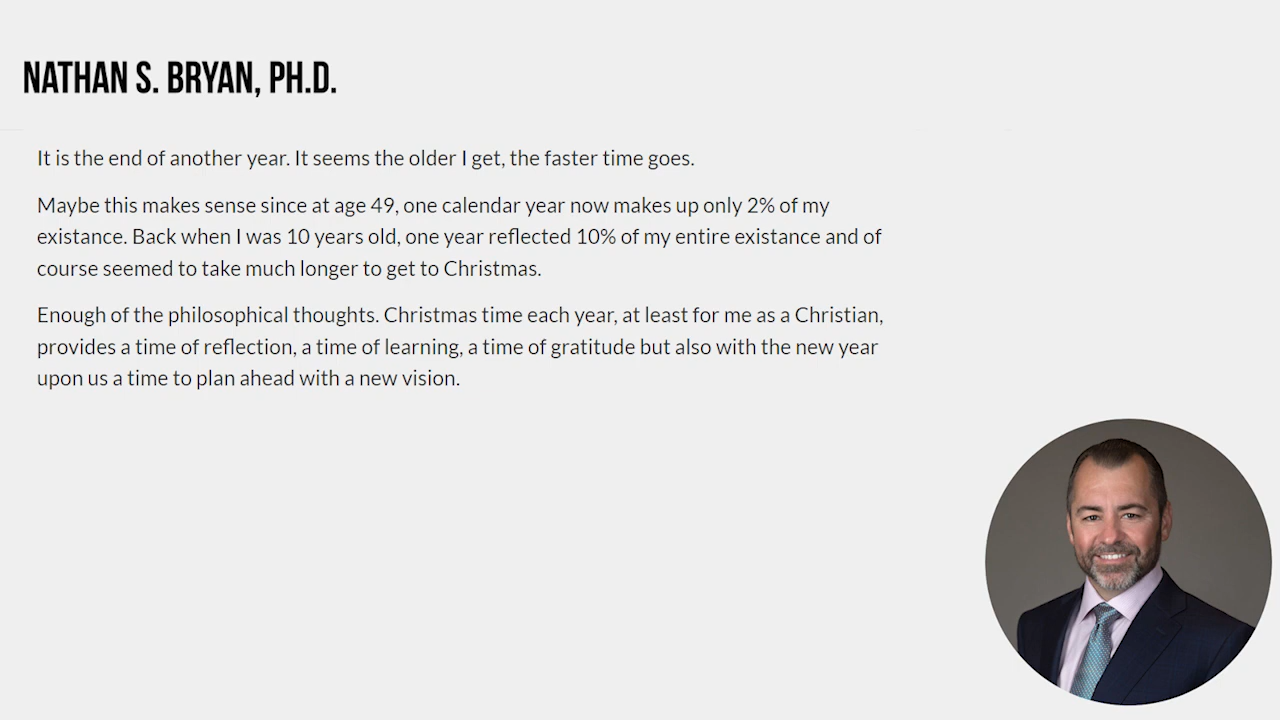 NATHAN S. BRYAN, PH.D.
It is the end of another year. It seems the older I get, the faster time goes.
Maybe this makes sense since at age 49, one calendar year now makes up only 2% of my
existance. Back when I was 10 years old, one year reflected 10% of my entire existance and of
course seemed to take much longer to get to Christmas.
Enough of the philosophical thoughts. Christmas time each year, at least for me as a Christian,
provides a time of reflection, a time of learning, a time of gratitude but also with the new year
upon us a time to plan ahead with a new vision.